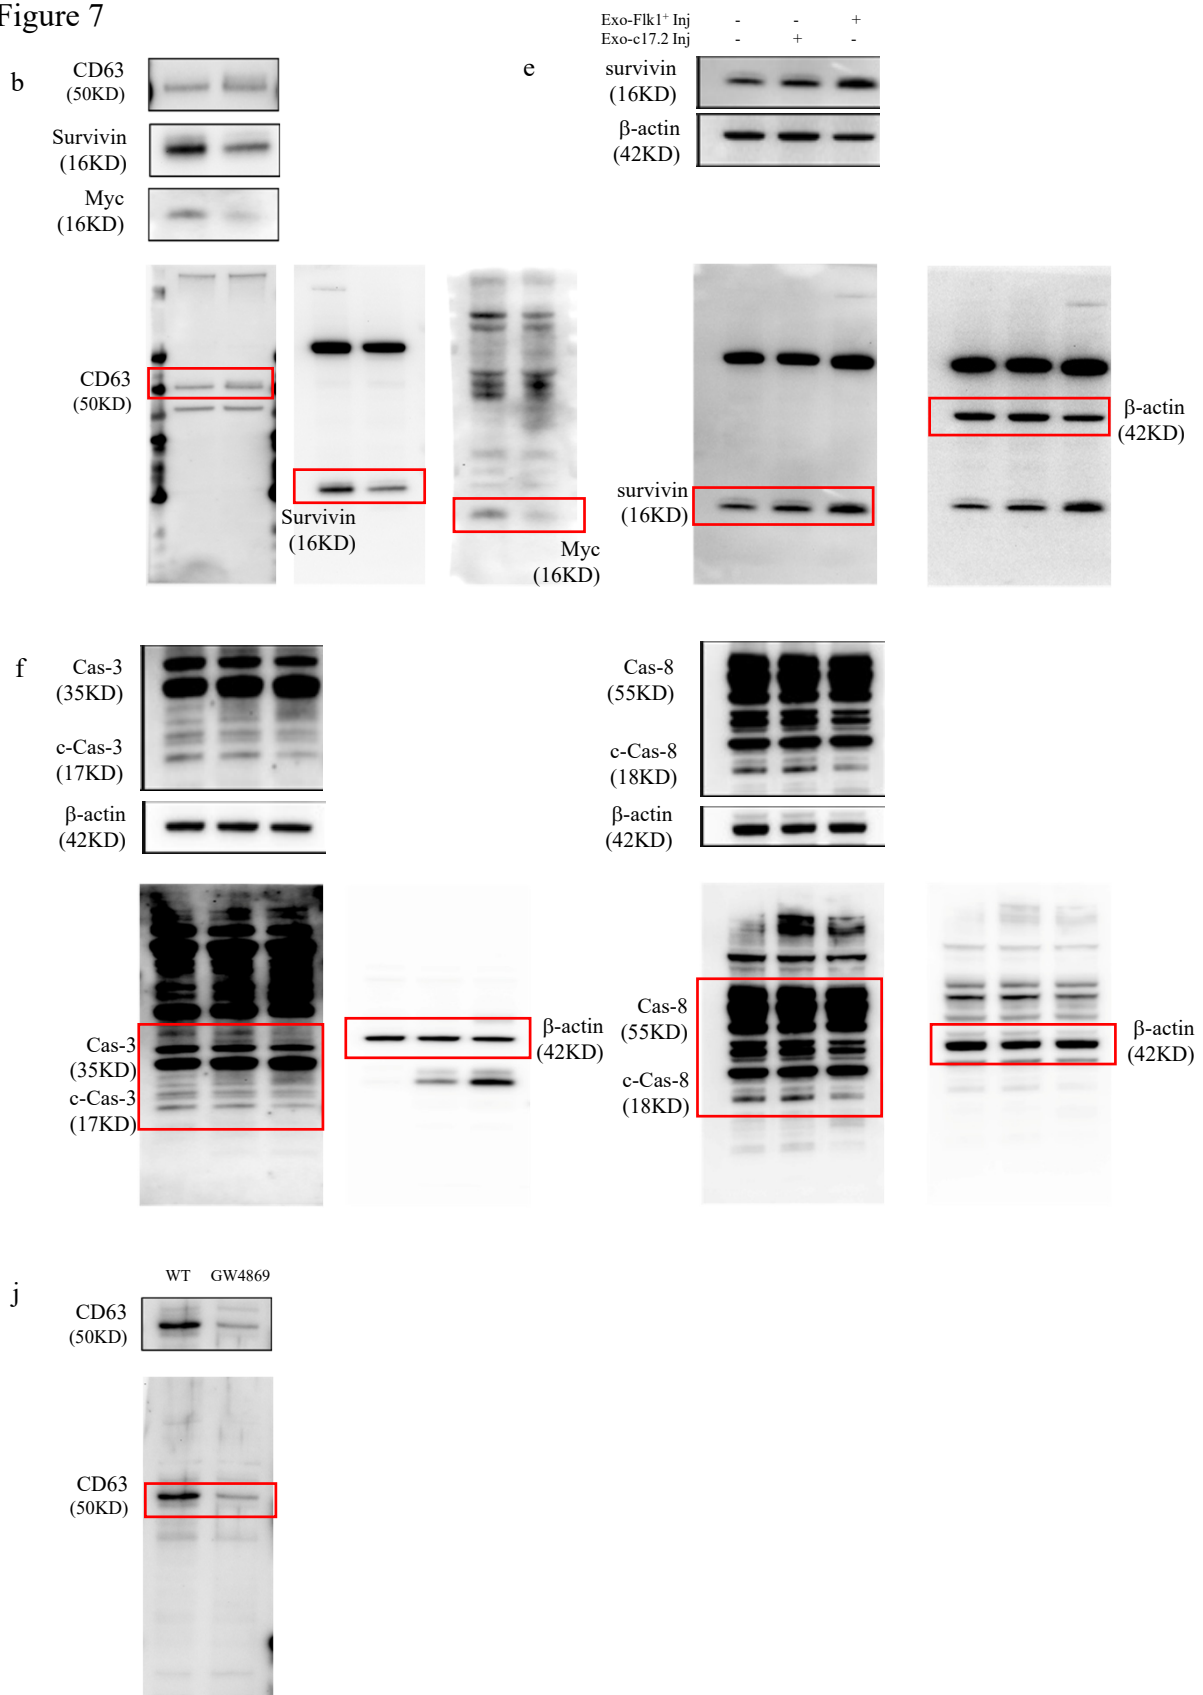 Figure 7
b
CD63
(50KD)
Survivin
(16KD)
Myc
(16KD)
CD63
(50KD)
Survivin
(16KD)
Myc
(16KD)
e
Exo-Flk1⁺ Inj - - +
Exo-c17.2 Inj - + -
survivin
(16KD)
β-actin
(42KD)
survivin
(16KD)
β-actin
(42KD)
f
Cas-3
(35KD)
c-Cas-3
(17KD)
β-actin
(42KD)
Cas-3
(35KD)
c-Cas-3
(17KD)
β-actin
(42KD)
Cas-8
(55KD)
c-Cas-8
(18KD)
β-actin
(42KD)
Cas-8
(55KD)
c-Cas-8
(18KD)
β-actin
(42KD)
j
WT GW4869
CD63
(50KD)
CD63
(50KD)